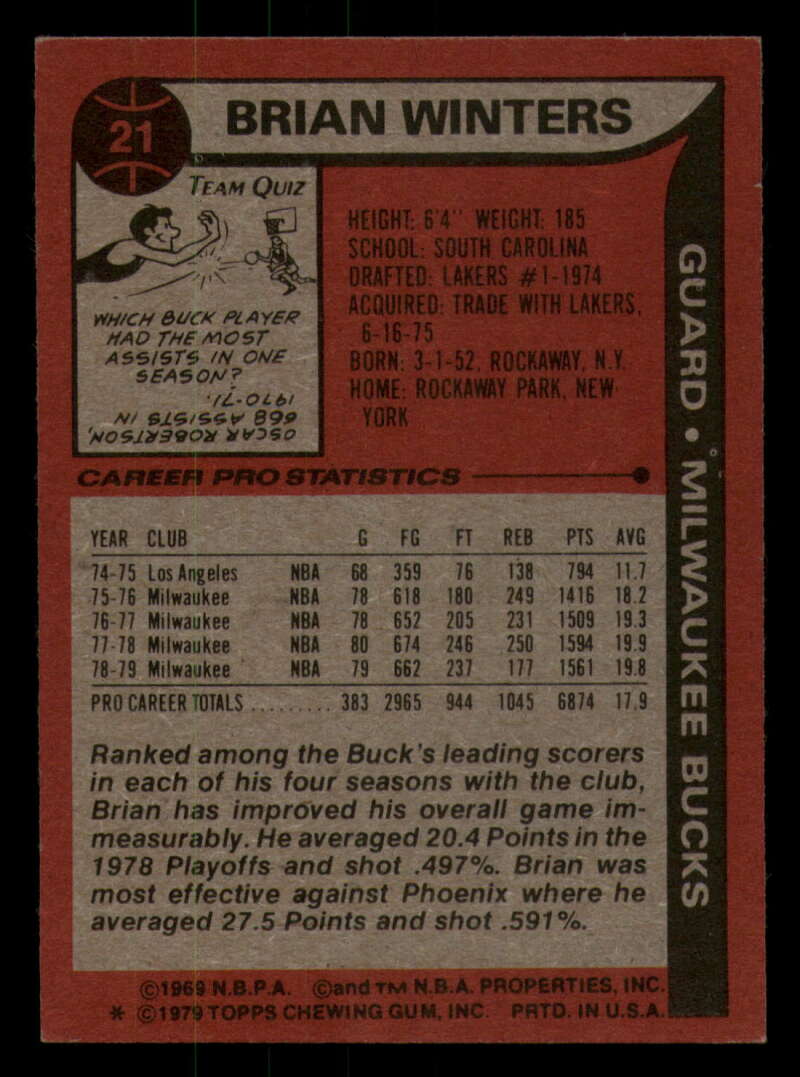 21
BRIAN WINTERS
TEAM QUIZ
WHICH BUCK PLAYER
HAD THE MOST
ASSISTS IN ONE
SEASON?
OSCAR ROBERTSON,
668 ASSISTS IN
1970-71.
HEIGHT: 6'4" WEIGHT: 185
SCHOOL: SOUTH CAROLINA
DRAFTED: LAKERS #1-1974
ACQUIRED: TRADE WITH LAKERS,
6-16-75
BORN: 3-1-52, ROCKAWAY, N.Y.
HOME: ROCKAWAY PARK, NEW
YORK
GUARD • MILWAUKEE BUCKS
CAREER PRO STATISTICS
YEAR CLUB G FG FT REB PTS AVG
74-75 Los Angeles NBA 68 359 76 138 794 11.7
75-76 Milwaukee NBA 78 618 180 249 1416 18.2
76-77 Milwaukee NBA 78 652 205 231 1509 19.3
77-78 Milwaukee NBA 80 674 246 250 1594 19.9
78-79 Milwaukee NBA 79 662 237 177 1561 19.8
PRO CAREER TOTALS ......... 383 2965 944 1045 6874 17.9
Ranked among the Buck's leading scorers
in each of his four seasons with the club,
Brian has improved his overall game im-
measurably. He averaged 20.4 Points in the
1978 Playoffs and shot .497%. Brian was
most effective against Phoenix where he
averaged 27.5 Points and shot .591%.
©1969 N.B.P.A. ©and TM N.B.A. PROPERTIES, INC.
* ©1979 TOPPS CHEWING GUM, INC. PRTD. IN U.S.A.